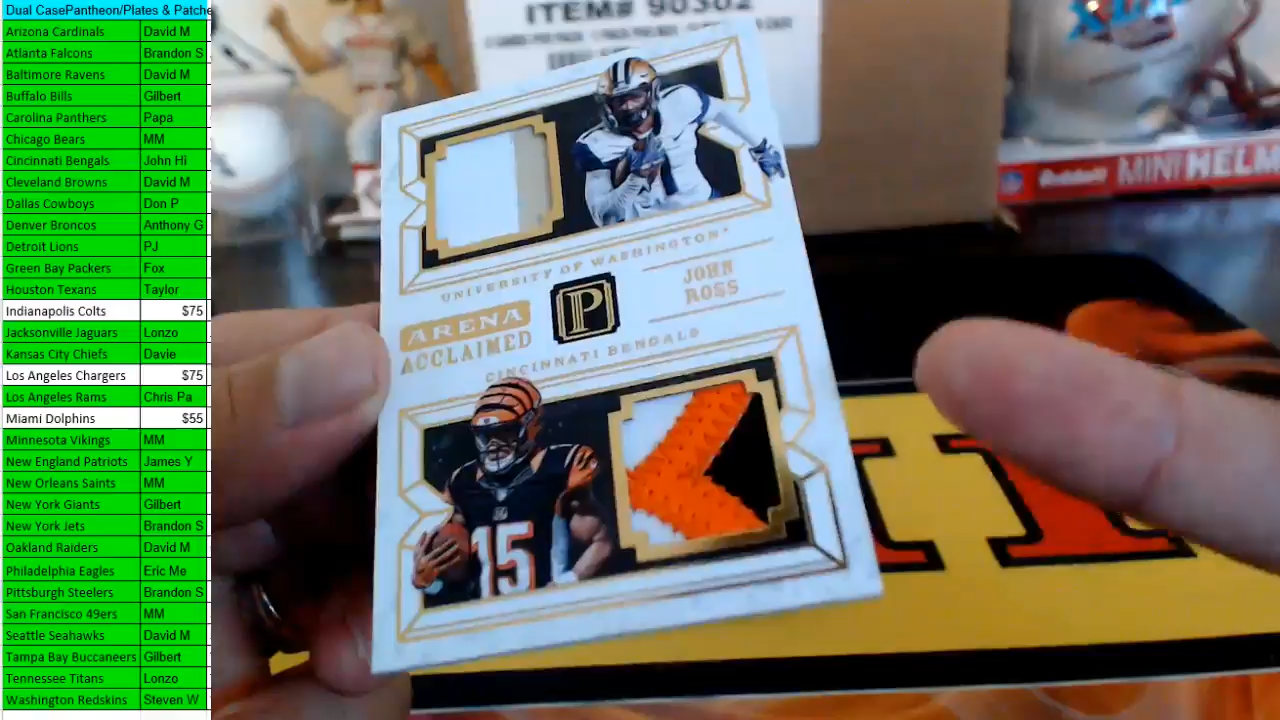 Dual CasePantheon/Plates & Patche
Arizona Cardinals David M
Atlanta Falcons Brandon S
Baltimore Ravens David M
Buffalo Bills Gilbert
Carolina Panthers Papa
Chicago Bears MM
Cincinnati Bengals John Hi
Cleveland Browns David M
Dallas Cowboys Don P
Denver Broncos Anthony G
Detroit Lions PJ
Green Bay Packers Fox
Houston Texans Taylor
Indianapolis Colts $75
Jacksonville Jaguars Lonzo
Kansas City Chiefs Davie
Los Angeles Chargers $75
Los Angeles Rams Chris Pa
Miami Dolphins $55
Minnesota Vikings MM
New England Patriots James Y
New Orleans Saints MM
New York Giants Gilbert
New York Jets Brandon S
Oakland Raiders David M
Philadelphia Eagles Eric Me
Pittsburgh Steelers Brandon S
San Francisco 49ers MM
Seattle Seahawks David M
Tampa Bay Buccaneers Gilbert
Tennessee Titans Lonzo
Washington Redskins Steven W
ITEM# 90302
UNIVERSITY OF WASHINGTON
JOHN
ROSS
P
ARENA
ACCLAIMED
CINCINNATI BENGALS
15
Riddell MINI HELM